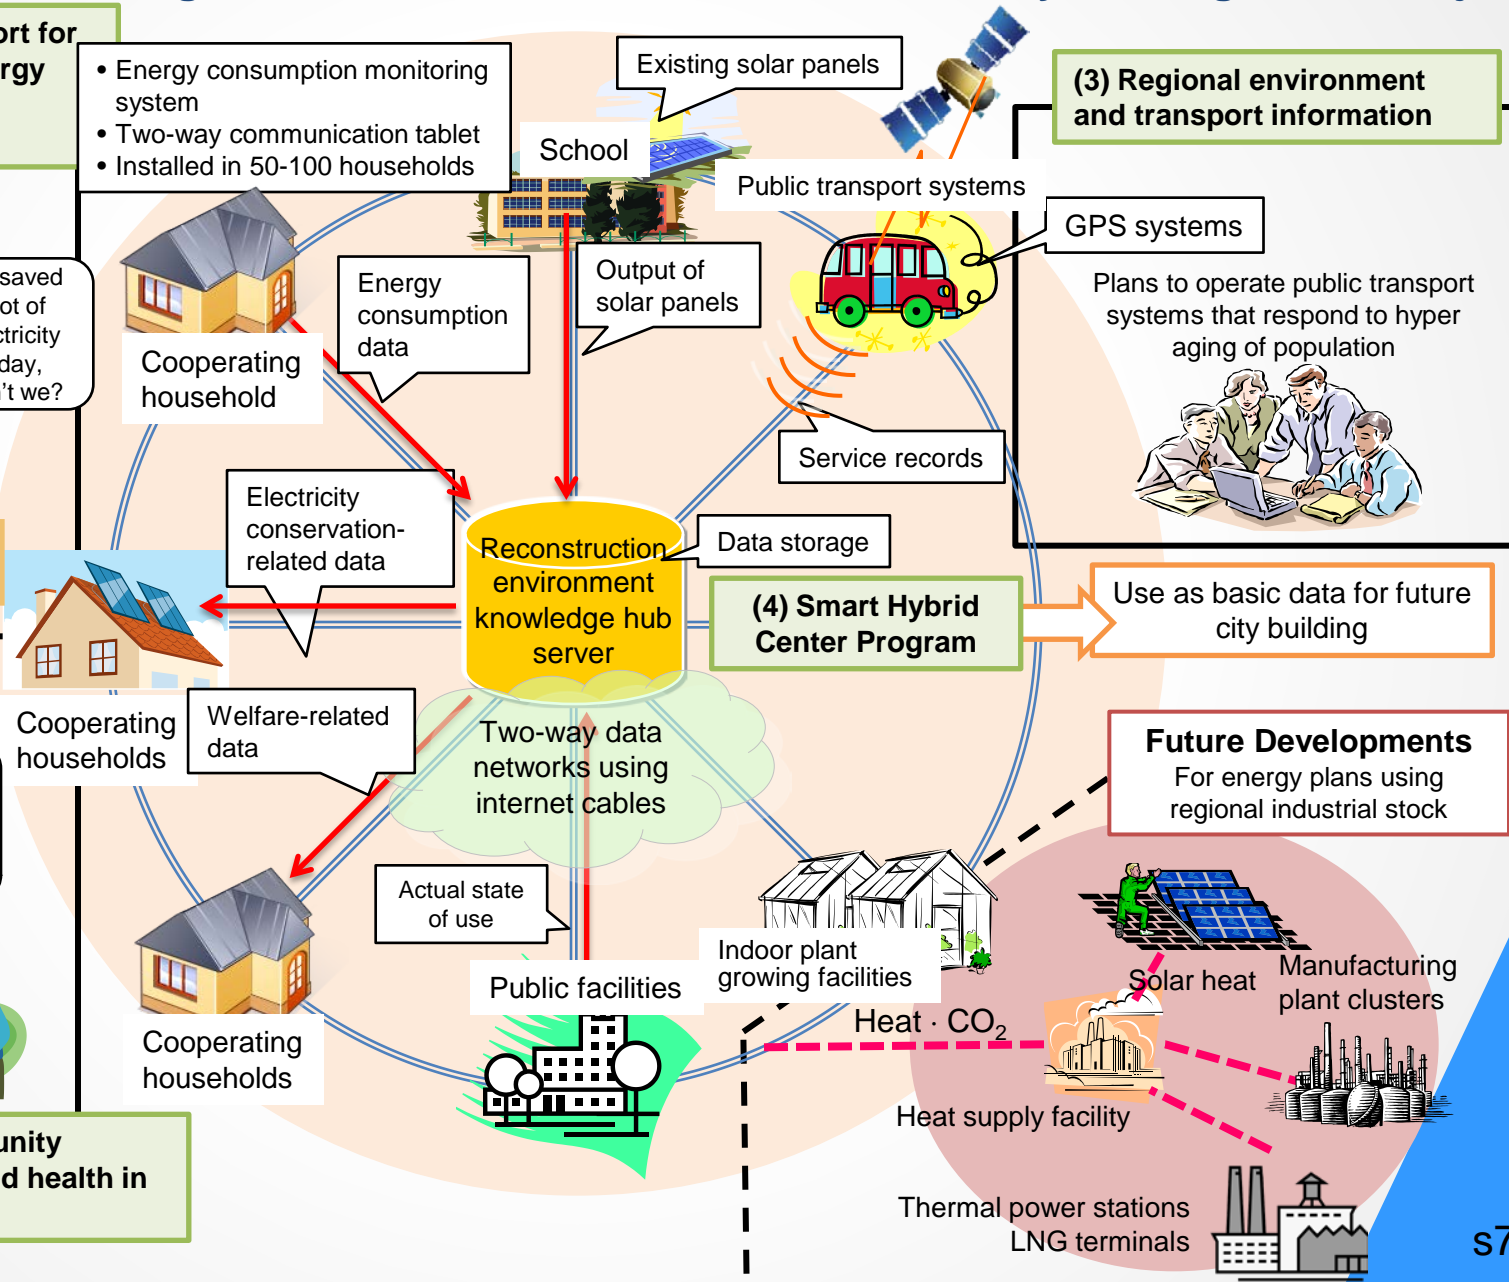 ort for
rgy
• Energy consumption monitoring
system
• Two-way communication tablet
• Installed in 50-100 households
Existing solar panels
School
(3) Regional environment
and transport information
Public transport systems
GPS systems
Plans to operate public transport
systems that respond to hyper
aging of population
saved
ot of
ctricity
day,
n't we?
Energy
consumption
data
Output of
solar panels
Cooperating
household
Service records
Electricity
conservation-
related data
Reconstruction
environment
knowledge hub
server
Data storage
(4) Smart Hybrid
Center Program
Use as basic data for future
city building
Cooperating
households
Welfare-related
data
Two-way data
networks using
internet cables
Future Developments
For energy plans using
regional industrial stock
Actual state
of use
Indoor plant
growing facilities
Public facilities
Solar heat
Manufacturing
plant clusters
Heat · CO₂
Cooperating
households
Heat supply facility
unity
d health in
Thermal power stations
LNG terminals
s7